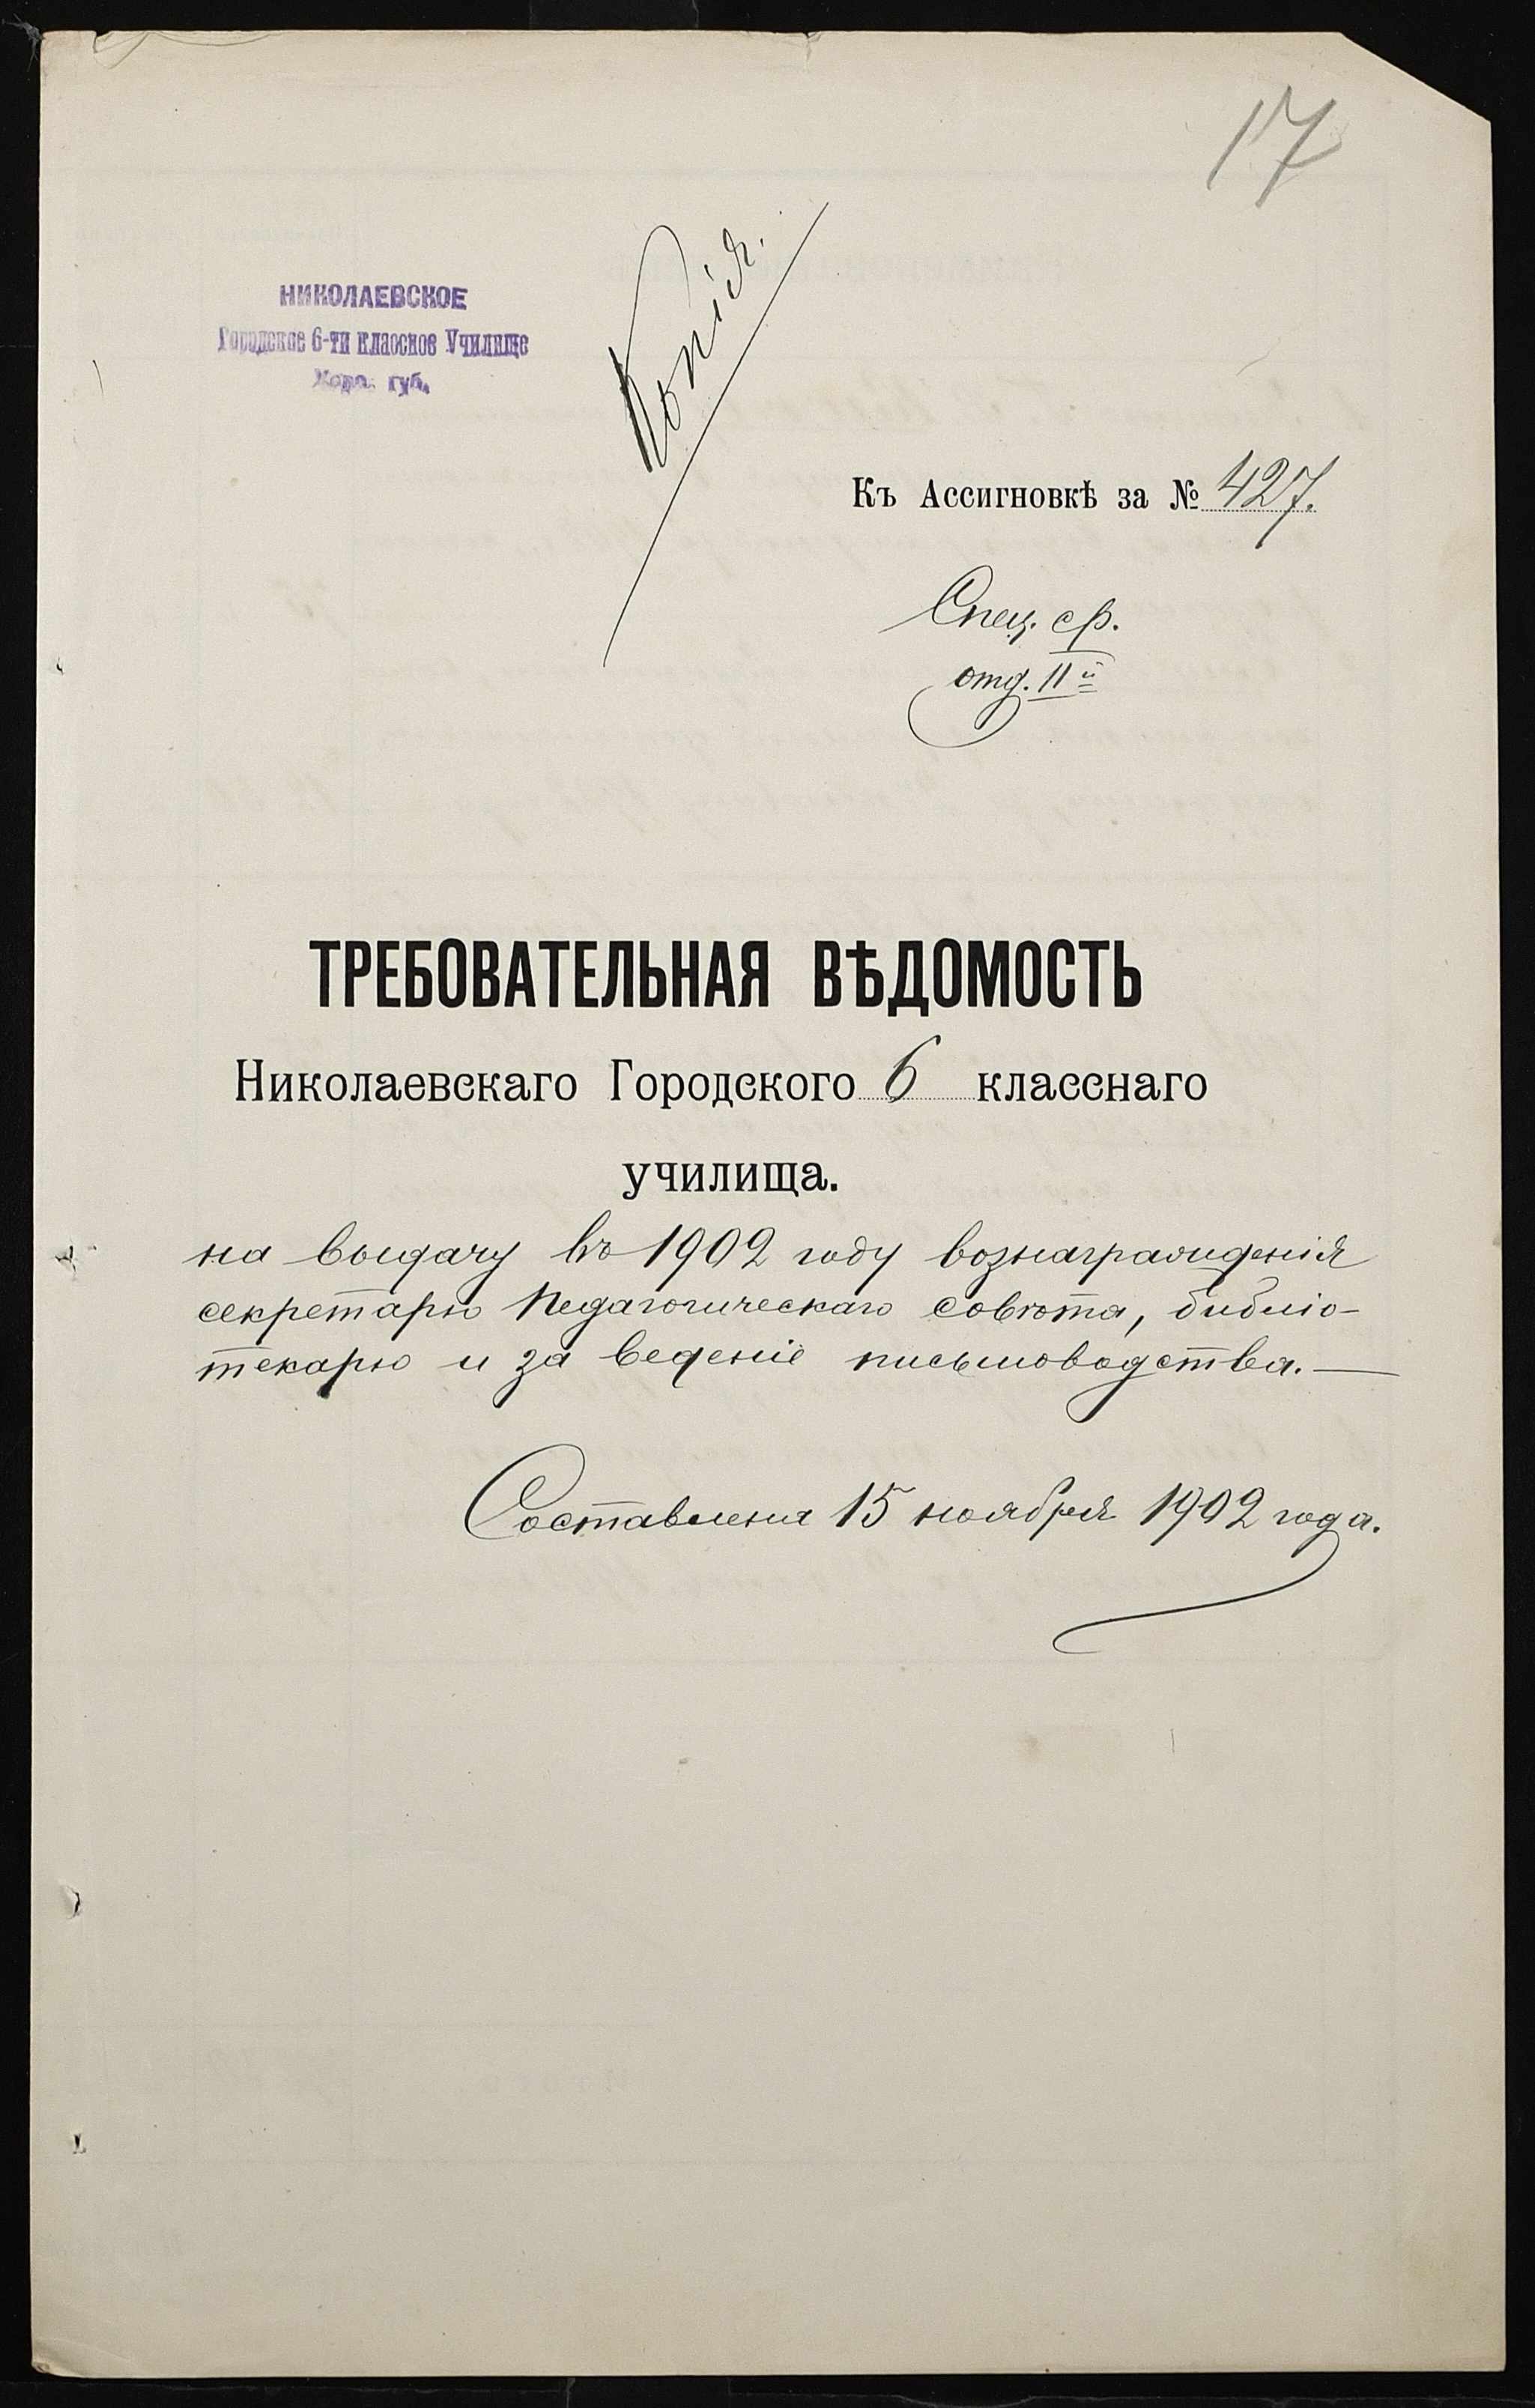 17
НИКОЛАЕВСКОЕ
Городское 6-ти классное Училище
Херс. губ.
Копія.
Къ Ассигновкѣ за № 427.
Спец. ср.
отд. II й
ТРЕБОВАТЕЛЬНАЯ ВѢДОМОСТЬ
Николаевскаго Городского 6 класснаго
училища.
на выдачу въ 1902 году вознагражденія
секретарю Педагогическаго Совѣта, библіо-
текарю и за веденіе письмоводства. —
Составлена 15 ноября 1902 года.